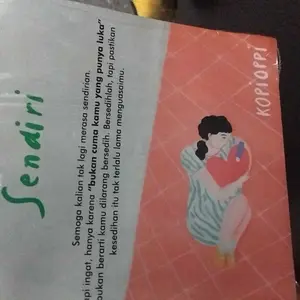 Sendiri
Semoga kalian tak lagi merasa sendirian.
api ingat, hanya karena "bukan cuma kamu yang punya luka"
bukan berarti kamu dilarang bersedih. Bersedihlah, tapi pastikan
kesedihan itu tak terlalu lama menguasaimu.
KOPIOPPI